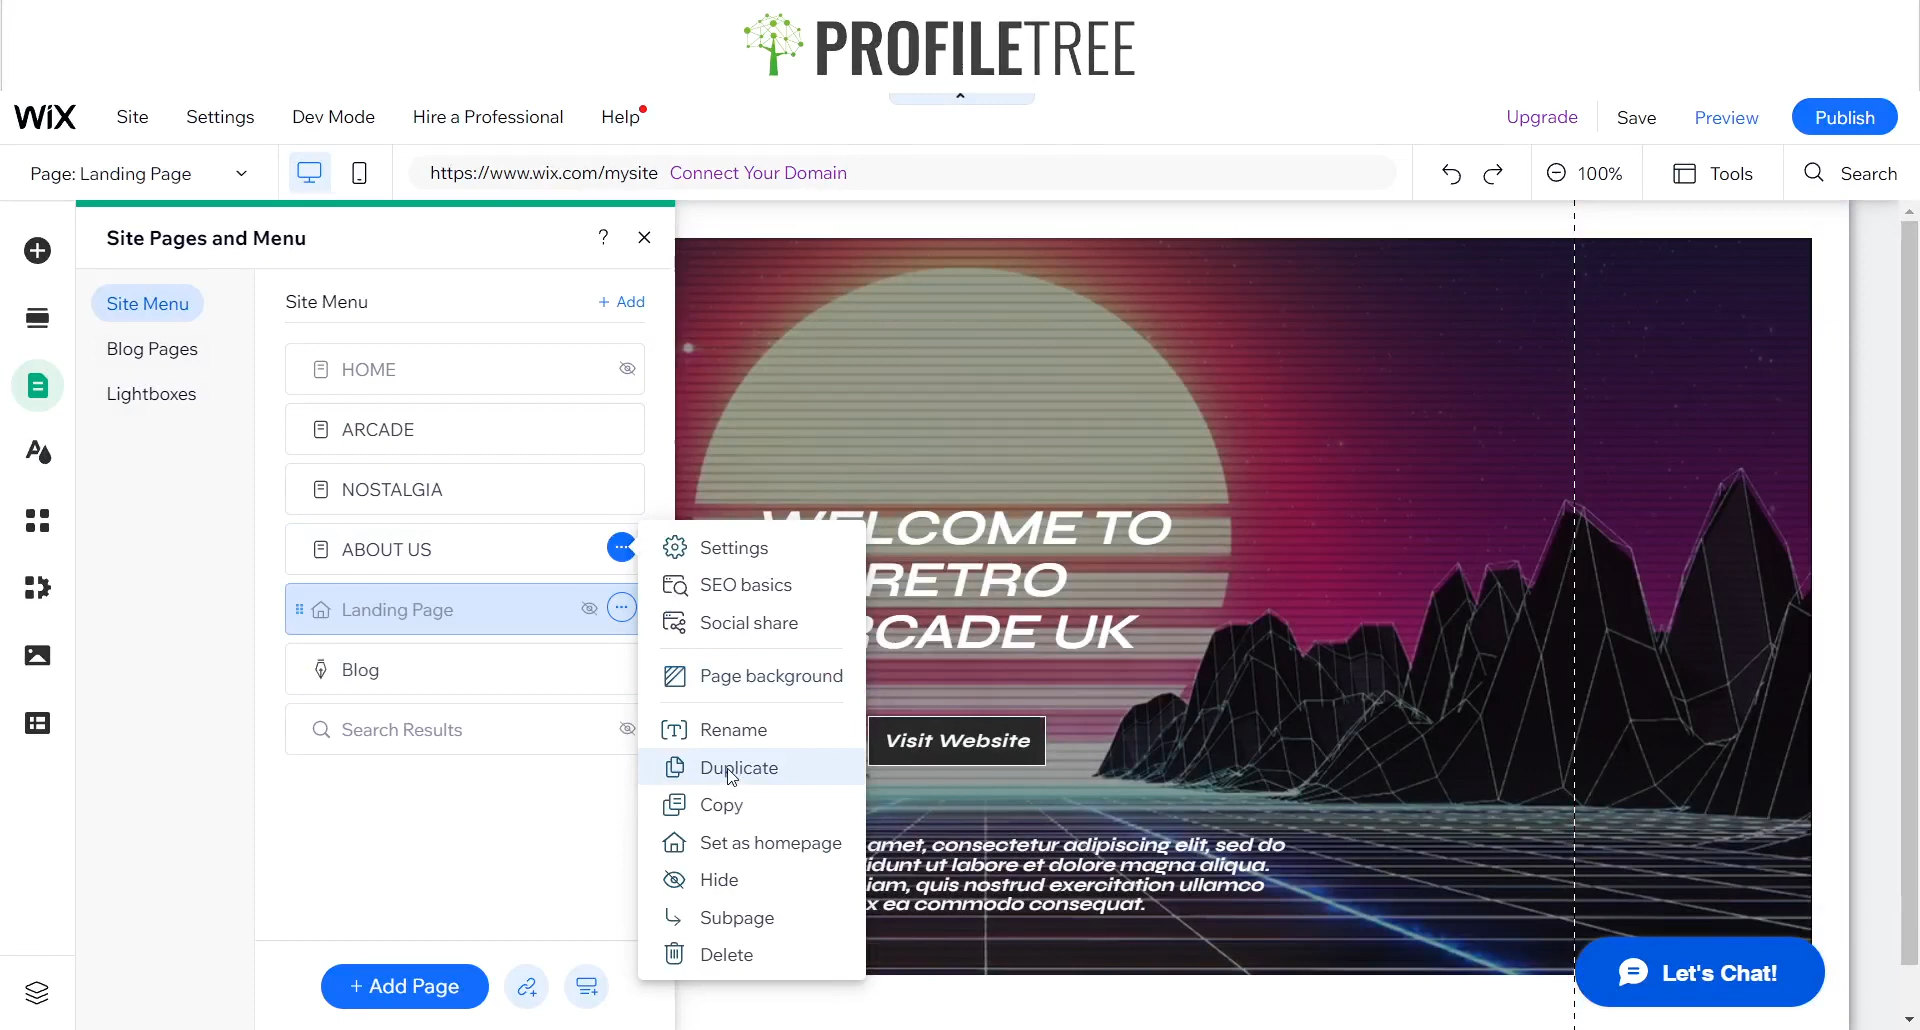 PROFILETREE
WiX Site Settings Dev Mode Hire a Professional Help Upgrade Save Preview Publish
Page: Landing Page https://www.wix.com/mysite Connect Your Domain 100% Tools Search
Site Pages and Menu ?
Site Menu
Blog Pages
Lightboxes
Site Menu + Add
HOME
ARCADE
NOSTALGIA
ABOUT US
Landing Page
Blog
Search Results
+ Add Page
Settings
SEO basics
Social share
Page background
Rename
Duplicate
Copy
Set as homepage
Hide
Subpage
Delete
WELCOME TO
RETRO
CADE UK
Visit Website
amet, consectetur adipiscing elit, sed do
idunt ut labore et dolore magna aliqua.
iam, quis nostrud exercitation ullamco
x ea commodo consequat.
Let's Chat!